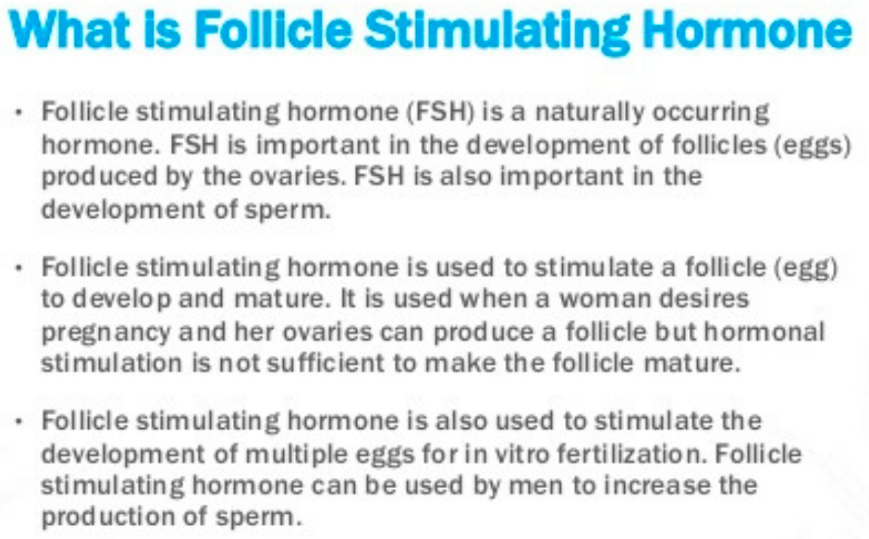 What is Follicle Stimulating Hormone
• Follicle stimulating hormone (FSH) is a naturally occurring
hormone. FSH is important in the development of follicles (eggs)
produced by the ovaries. FSH is also important in the
development of sperm.
• Follicle stimulating hormone is used to stimulate a follicle (egg)
to develop and mature. It is used when a woman desires
pregnancy and her ovaries can produce a follicle but hormonal
stimulation is not sufficient to make the follicle mature.
• Follicle stimulating hormone is also used to stimulate the
development of multiple eggs for in vitro fertilization. Follicle
stimulating hormone can be used by men to increase the
production of sperm.